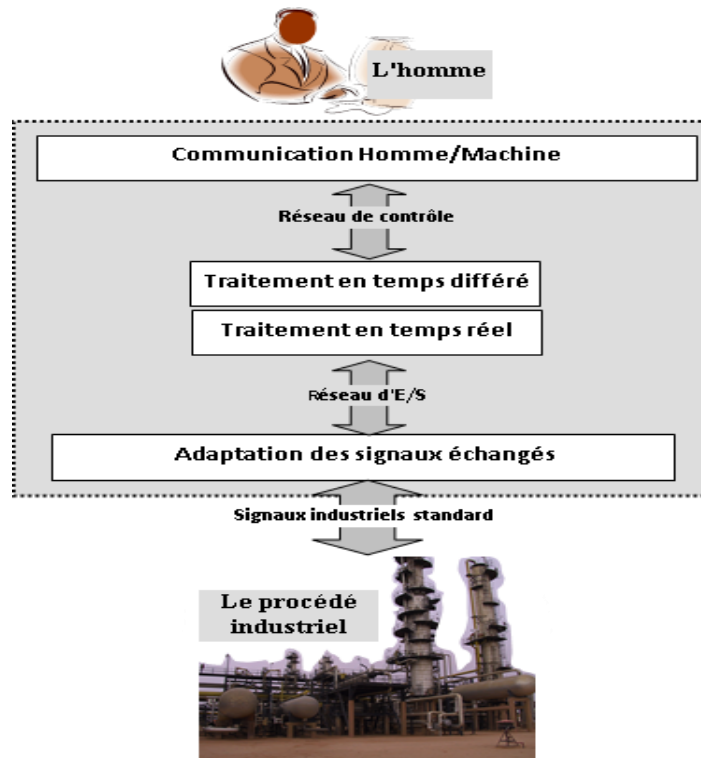 L'homme
Communication Homme/Machine
Réseau de contrôle
Traitement en temps différé
Traitement en temps réel
Réseau d'E/S
Adaptation des signaux échangés
Signaux industriels standard
Le procédé
industriel